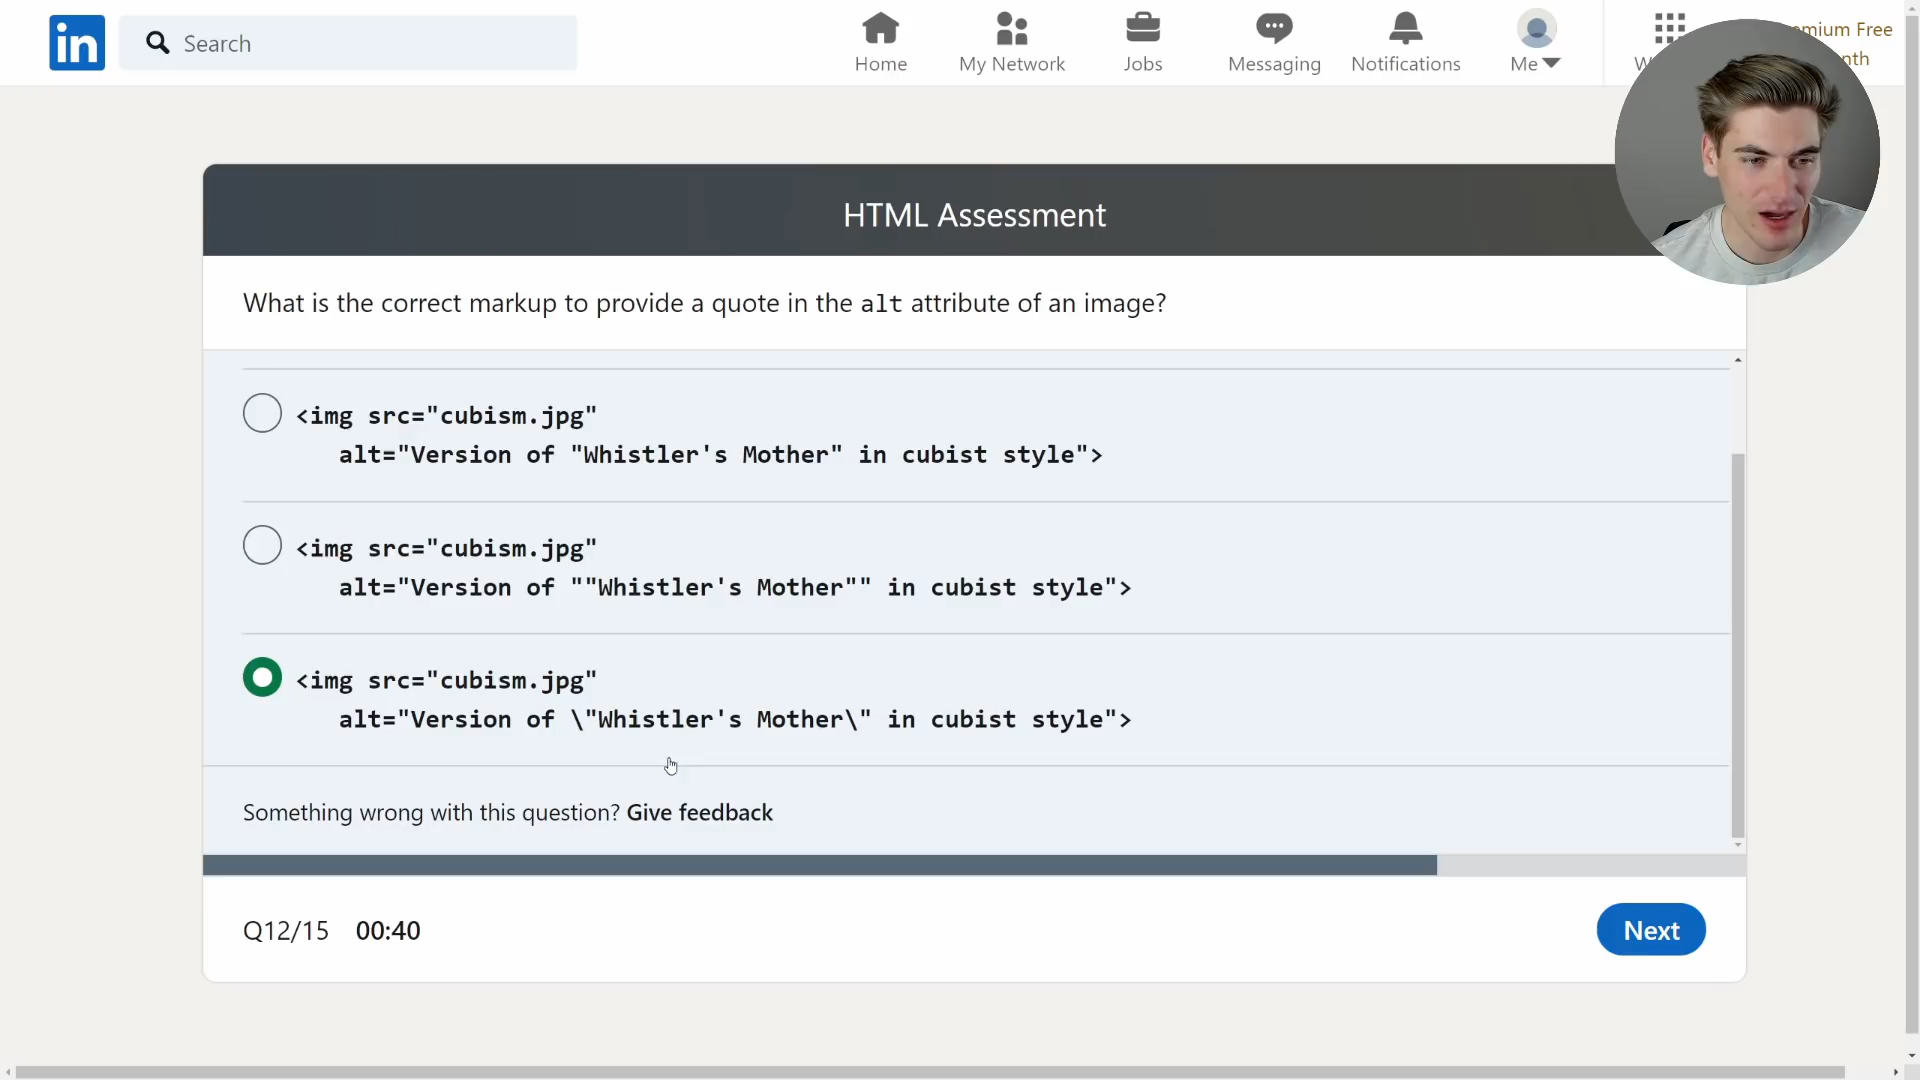 in
Search
Home
My Network
Jobs
Messaging
Notifications
Me
Free
HTML Assessment
What is the correct markup to provide a quote in the alt attribute of an image?
<img src="cubism.jpg"
alt="Version of "Whistler's Mother" in cubist style">
<img src="cubism.jpg"
alt="Version of ""Whistler's Mother"" in cubist style">
<img src="cubism.jpg"
alt="Version of \"Whistler's Mother\" in cubist style">
Something wrong with this question? Give feedback
Q12/15 00:40
Next